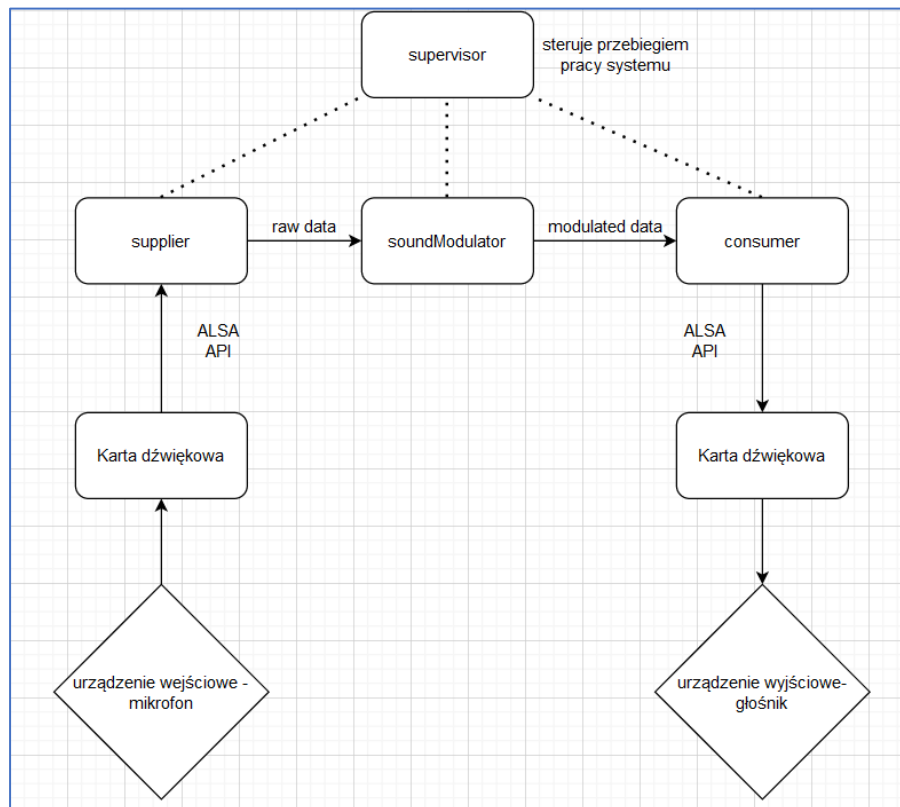 supervisor
steruje przebiegiem
pracy systemu
supplier
raw data
soundModulator
modulated data
consumer
ALSA
API
ALSA
API
Karta dźwiękowa
Karta dźwiękowa
urządzenie wejściowe -
mikrofon
urządzenie wyjściowe-
głośnik